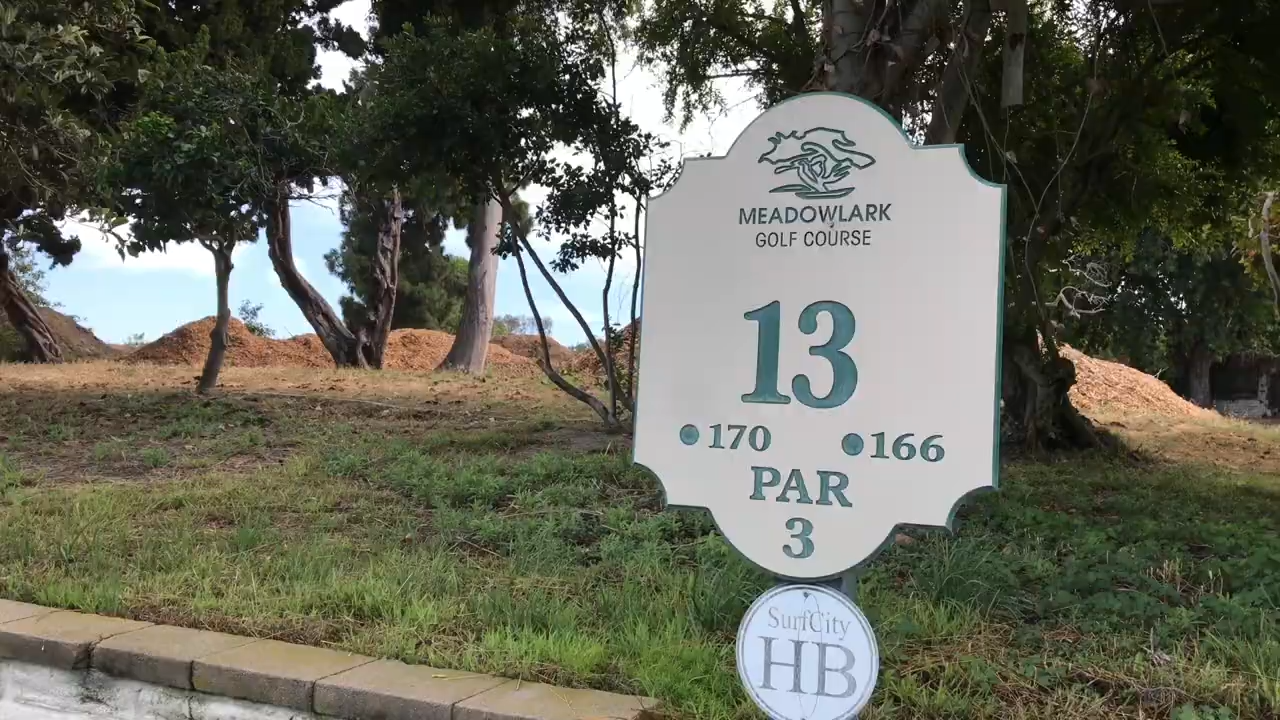 MEADOWLARK
GOLF COURSE
13
170 166
PAR
3
SurfCity
HB